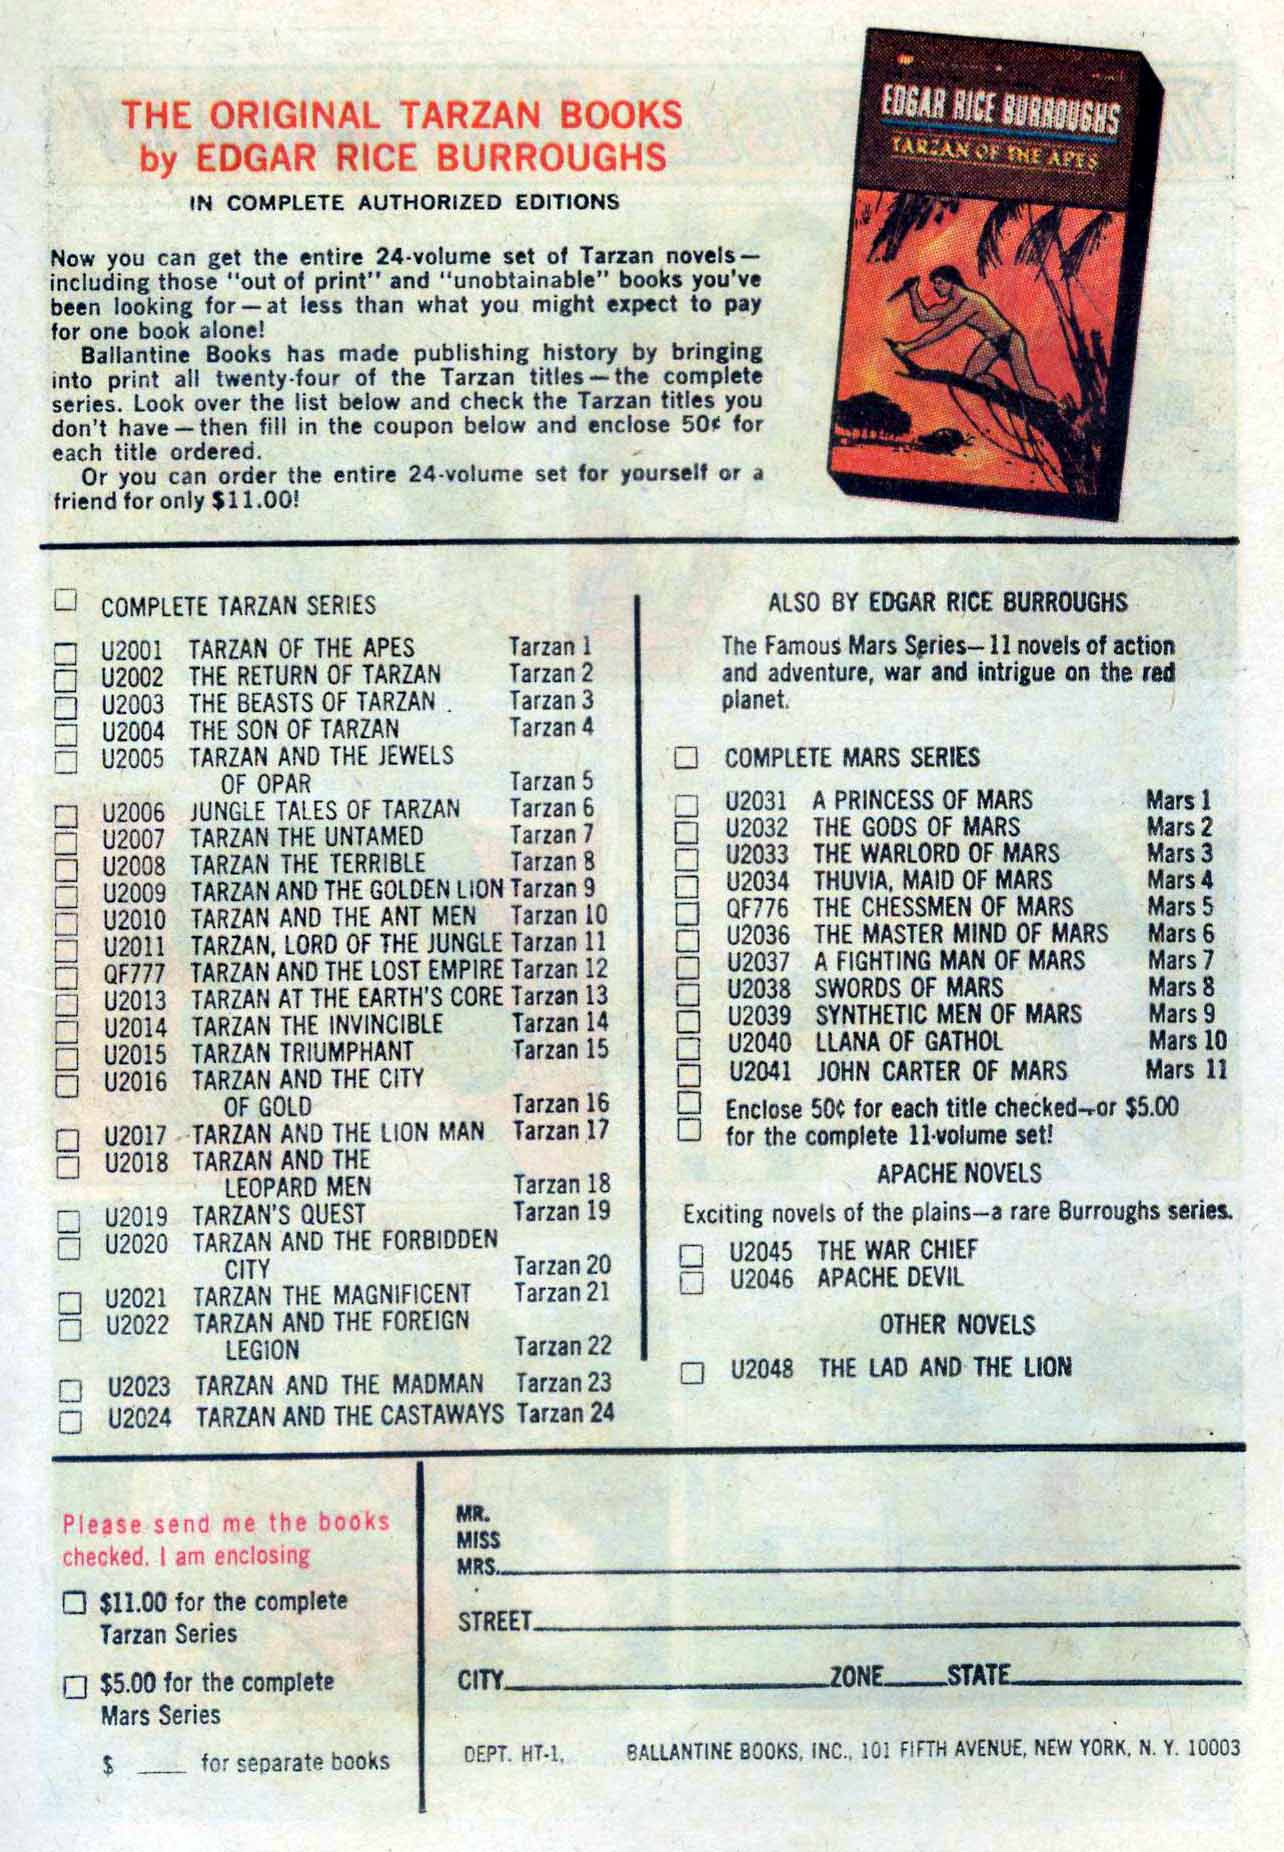 EDGAR RICE BURROUGHS
TARZAN OF THE APES
THE ORIGINAL TARZAN BOOKS
by EDGAR RICE BURROUGHS
IN COMPLETE AUTHORIZED EDITIONS
Now you can get the entire 24-volume set of Tarzan novels—
including those "out of print" and "unobtainable" books you've
been looking for—at less than what you might expect to pay
for one book alone!
Ballantine Books has made publishing history by bringing
into print all twenty-four of the Tarzan titles—the complete
series. Look over the list below and check the Tarzan titles you
don't have—then fill in the coupon below and enclose 50¢ for
each title ordered.
Or you can order the entire 24-volume set for yourself or a
friend for only $11.00!
COMPLETE TARZAN SERIES
U2001 TARZAN OF THE APES Tarzan 1
U2002 THE RETURN OF TARZAN Tarzan 2
U2003 THE BEASTS OF TARZAN . Tarzan 3
U2004 THE SON OF TARZAN Tarzan 4
U2005 TARZAN AND THE JEWELS
OF OPAR Tarzan 5
U2006 JUNGLE TALES OF TARZAN Tarzan 6
U2007 TARZAN THE UNTAMED Tarzan 7
U2008 TARZAN THE TERRIBLE Tarzan 8
U2009 TARZAN AND THE GOLDEN LION Tarzan 9
U2010 TARZAN AND THE ANT MEN Tarzan 10
U2011 TARZAN, LORD OF THE JUNGLE Tarzan 11
QF777 TARZAN AND THE LOST EMPIRE Tarzan 12
U2013 TARZAN AT THE EARTH'S CORE Tarzan 13
U2014 TARZAN THE INVINCIBLE Tarzan 14
U2015 TARZAN TRIUMPHANT Tarzan 15
U2016 TARZAN AND THE CITY
OF GOLD Tarzan 16
U2017 TARZAN AND THE LION MAN Tarzan 17
U2018 TARZAN AND THE
LEOPARD MEN Tarzan 18
U2019 TARZAN'S QUEST Tarzan 19
U2020 TARZAN AND THE FORBIDDEN
CITY Tarzan 20
U2021 TARZAN THE MAGNIFICENT Tarzan 21
U2022 TARZAN AND THE FOREIGN
LEGION Tarzan 22
U2023 TARZAN AND THE MADMAN Tarzan 23
U2024 TARZAN AND THE CASTAWAYS Tarzan 24
ALSO BY EDGAR RICE BURROUGHS
The Famous Mars Series—11 novels of action
and adventure, war and intrigue on the red
planet.
COMPLETE MARS SERIES
U2031 A PRINCESS OF MARS Mars 1
U2032 THE GODS OF MARS Mars 2
U2033 THE WARLORD OF MARS Mars 3
U2034 THUVIA, MAID OF MARS Mars 4
QF776 THE CHESSMEN OF MARS Mars 5
U2036 THE MASTER MIND OF MARS Mars 6
U2037 A FIGHTING MAN OF MARS Mars 7
U2038 SWORDS OF MARS Mars 8
U2039 SYNTHETIC MEN OF MARS Mars 9
U2040 LLANA OF GATHOL Mars 10
U2041 JOHN CARTER OF MARS Mars 11
Enclose 50¢ for each title checked—or $5.00
for the complete 11-volume set!
APACHE NOVELS
Exciting novels of the plains—a rare Burroughs series.
U2045 THE WAR CHIEF
U2046 APACHE DEVIL
OTHER NOVELS
U2048 THE LAD AND THE LION
Please send me the books
checked. I am enclosing
$11.00 for the complete
Tarzan Series
$5.00 for the complete
Mars Series
$ ____ for separate books
MR.
MISS
MRS.
STREET
CITY ZONE STATE
DEPT. HT-1, BALLANTINE BOOKS, INC., 101 FIFTH AVENUE, NEW YORK, N. Y. 10003